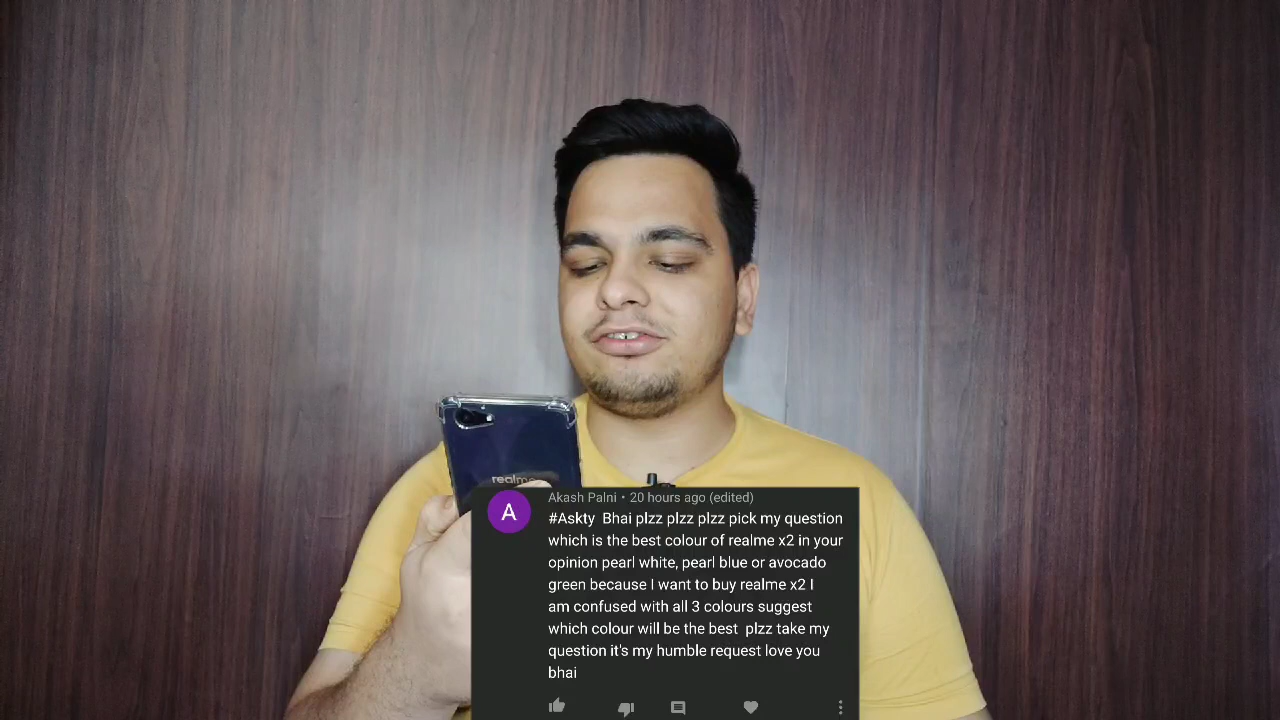 realme
A
Akash Palni • 20 hours ago (edited)
#Askty Bhai plzz plzz plzz pick my question
which is the best colour of realme x2 in your
opinion pearl white, pearl blue or avocado
green because I want to buy realme x2 I
am confused with all 3 colours suggest
which colour will be the best plzz take my
question it's my humble request love you
bhai